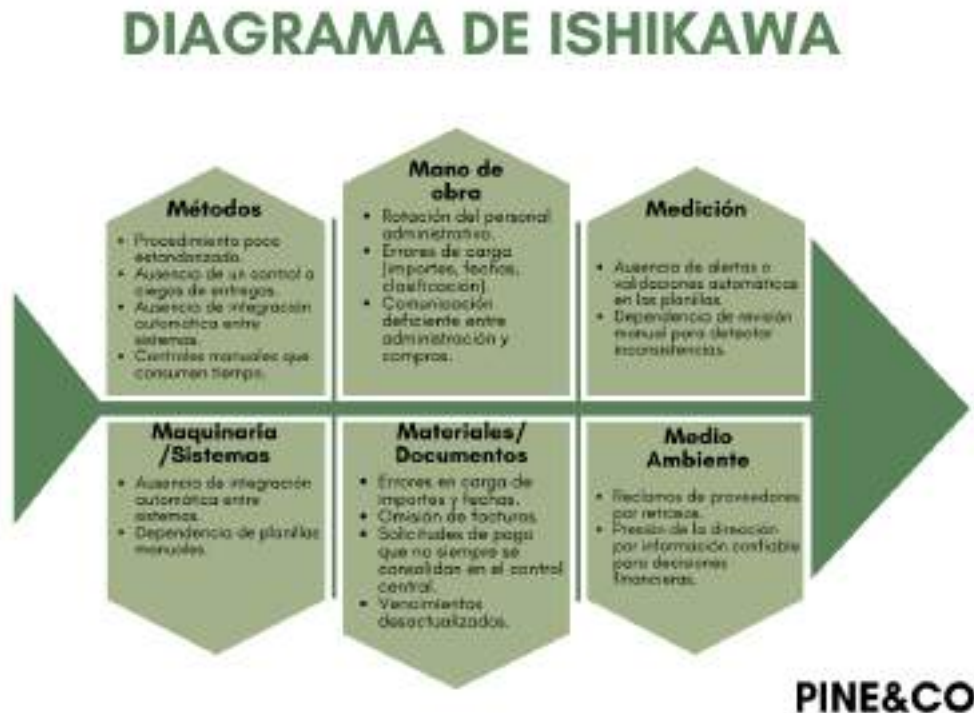 DIAGRAMA DE ISHIKAWA
Métodos
• Procedimiento poco
estandarizado.
• Ausencia de un control a
ciegas de entregas.
• Ausencia de integración
automática entre
sistemas.
• Controles manuales que
consumen tiempo.
Mano de
obra
• Rotación del personal
administrativo.
• Errores de carga
(importes, fechas,
clasificación).
• Comunicación
deficiente entre
administración y
compras.
Medición
• Ausencia de alertas o
validaciones automáticas
en las planillas.
• Dependencia de revisión
manual para detectar
inconsistencias.
Maquinaria
/Sistemas
• Ausencia de integración
automática entre
sistemas.
• Dependencia de planillas
manuales.
Materiales/
Documentos
• Errores en carga de
importes y fechas.
• Omisión de facturas.
• Solicitudes de pago
que no siempre se
consolidan en el control
central.
• Vencimientos
desactualizados.
Medio
Ambiente
• Reclamos de proveedores
por retrasos.
• Presión de la dirección
por información confiable
para decisiones
financieras.
PINE&CO